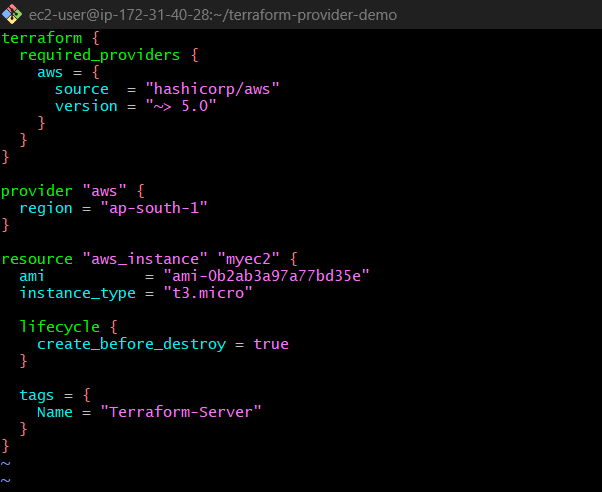 ec2-user@ip-172-31-40-28:~/terraform-provider-demo
terraform {
  required_providers {
    aws = {
      source  = "hashicorp/aws"
      version = "~> 5.0"
    }
  }
}

provider "aws" {
  region = "ap-south-1"
}

resource "aws_instance" "myec2" {
  ami           = "ami-0b2ab3a97a77bd35e"
  instance_type = "t3.micro"

  lifecycle {
    create_before_destroy = true
  }

  tags = {
    Name = "Terraform-Server"
  }
}
~
~